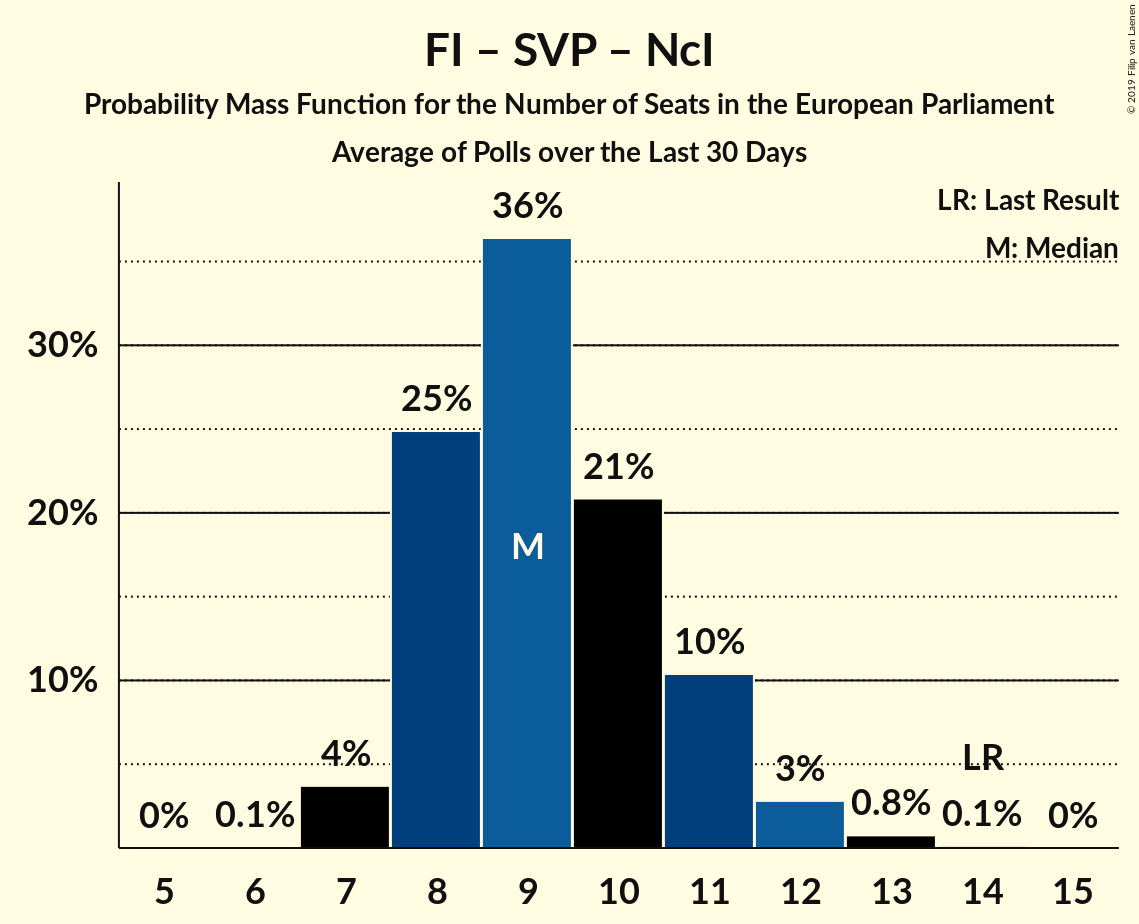 FI – SVP – NcI
Probability Mass Function for the Number of Seats in the European Parliament
Average of Polls over the Last 30 Days
© 2019 Filip van Laenen
LR: Last Result
M: Median
30%
20%
10%
0%
0.1%
4%
25%
36%
M
21%
10%
3%
0.8%
LR
0.1%
0%
5 6 7 8 9 10 11 12 13 14 15